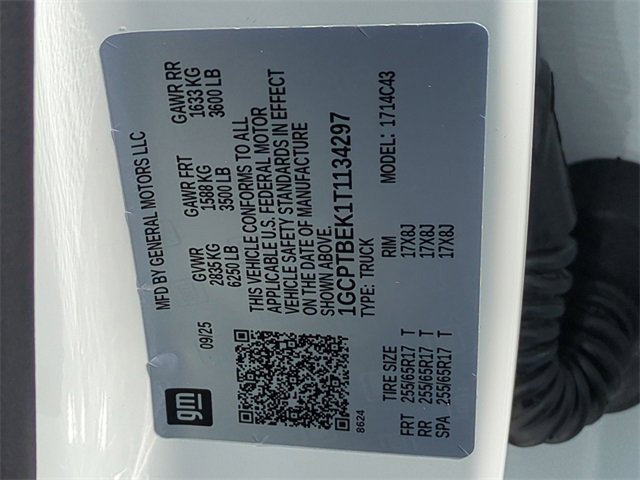 gm
09/25
MFD BY GENERAL MOTORS LLC
GVWR GAWR FRT GAWR RR
2835 KG 1588 KG 1633 KG
6250 LB 3500 LB 3600 LB
THIS VEHICLE CONFORMS TO ALL
APPLICABLE U.S. FEDERAL MOTOR
VEHICLE SAFETY STANDARDS IN EFFECT
ON THE DATE OF MANUFACTURE
SHOWN ABOVE.
1GCPTBEK1T1134297
TYPE: TRUCK MODEL: 1714C43
8624
TIRE SIZE RIM
FRT 255/65R17 T 17X8J
RR 255/65R17 T 17X8J
SPA 255/65R17 T 17X8J